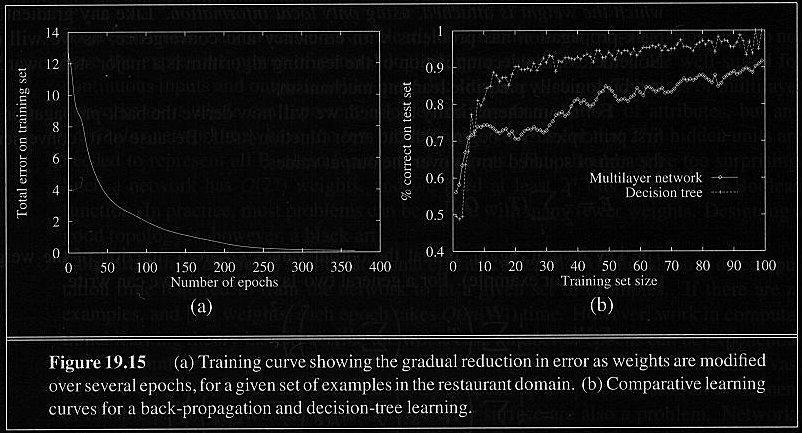 14
12
10
8
6
4
2
0
Total error on training set
0 50 100 150 200 250 300 350 400
Number of epochs
(a)
1
0.9
0.8
0.7
0.6
0.5
0.4
% correct on test set
Multilayer network
Decision tree
0 10 20 30 40 50 60 70 80 90 100
Training set size
(b)
Figure 19.15 (a) Training curve showing the gradual reduction in error as weights are modified
over several epochs, for a given set of examples in the restaurant domain. (b) Comparative learning
curves for a back-propagation and decision-tree learning.